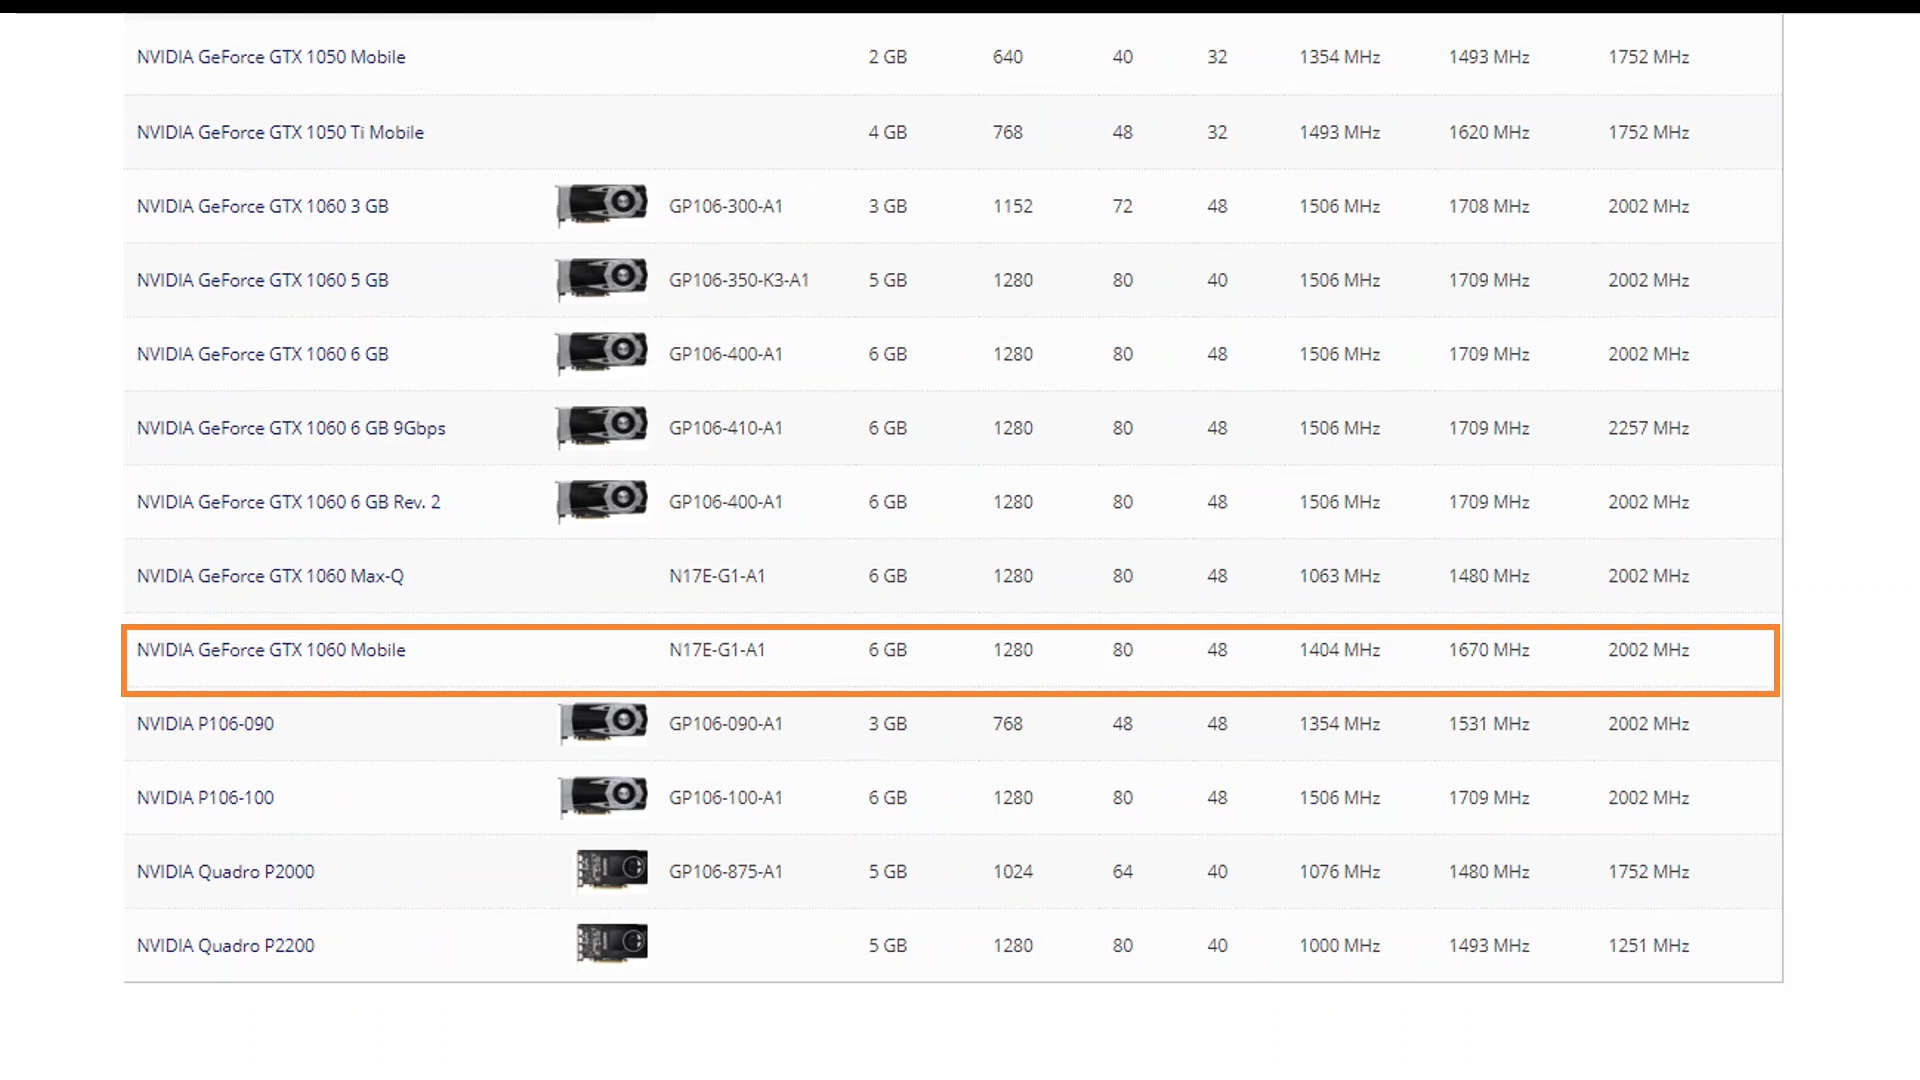 NVIDIA GeForce GTX 1050 Mobile 2 GB 640 40 32 1354 MHz 1493 MHz 1752 MHz
NVIDIA GeForce GTX 1050 Ti Mobile 4 GB 768 48 32 1493 MHz 1620 MHz 1752 MHz
NVIDIA GeForce GTX 1060 3 GB GP106-300-A1 3 GB 1152 72 48 1506 MHz 1708 MHz 2002 MHz
NVIDIA GeForce GTX 1060 5 GB GP106-350-K3-A1 5 GB 1280 80 40 1506 MHz 1709 MHz 2002 MHz
NVIDIA GeForce GTX 1060 6 GB GP106-400-A1 6 GB 1280 80 48 1506 MHz 1709 MHz 2002 MHz
NVIDIA GeForce GTX 1060 6 GB 9Gbps GP106-410-A1 6 GB 1280 80 48 1506 MHz 1709 MHz 2257 MHz
NVIDIA GeForce GTX 1060 6 GB Rev. 2 GP106-400-A1 6 GB 1280 80 48 1506 MHz 1709 MHz 2002 MHz
NVIDIA GeForce GTX 1060 Max-Q N17E-G1-A1 6 GB 1280 80 48 1063 MHz 1480 MHz 2002 MHz
NVIDIA GeForce GTX 1060 Mobile N17E-G1-A1 6 GB 1280 80 48 1404 MHz 1670 MHz 2002 MHz
NVIDIA P106-090 GP106-090-A1 3 GB 768 48 48 1354 MHz 1531 MHz 2002 MHz
NVIDIA P106-100 GP106-100-A1 6 GB 1280 80 48 1506 MHz 1709 MHz 2002 MHz
NVIDIA Quadro P2000 GP106-875-A1 5 GB 1024 64 40 1076 MHz 1480 MHz 1752 MHz
NVIDIA Quadro P2200 5 GB 1280 80 40 1000 MHz 1493 MHz 1251 MHz